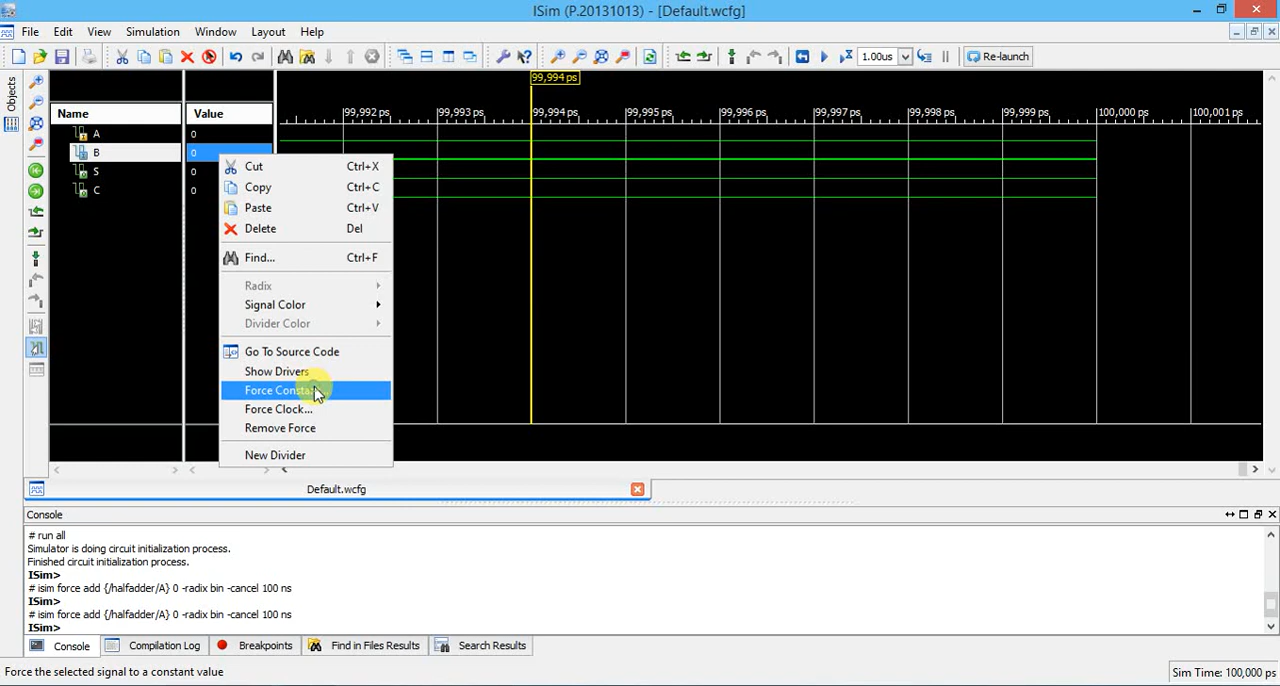 ISim (P.20131013) - [Default.wcfg]
File Edit View Simulation Window Layout Help
1.00us Re-launch
Objects
99,994 ps
Name Value
99,992 ps 99,993 ps 99,994 ps 99,995 ps 99,996 ps 99,997 ps 99,998 ps 99,999 ps 100,000 ps 100,001 ps
A 0
B 0
S 0
C 0
Cut Ctrl+X
Copy Ctrl+C
Paste Ctrl+V
Delete Del
Find... Ctrl+F
Radix
Signal Color
Divider Color
Go To Source Code
Show Drivers
Force
Force Clock...
Remove Force
New Divider
Default.wcfg
Console
# run all
Simulator is doing circuit initialization process.
Finished circuit initialization process.
ISim>
# isim force add {/halfadder/A} 0 -radix bin -cancel 100 ns
ISim>
# isim force add {/halfadder/A} 0 -radix bin -cancel 100 ns
ISim>
Console Compilation Log Breakpoints Find in Files Results Search Results
Force the selected signal to a constant value
Sim Time: 100,000 ps